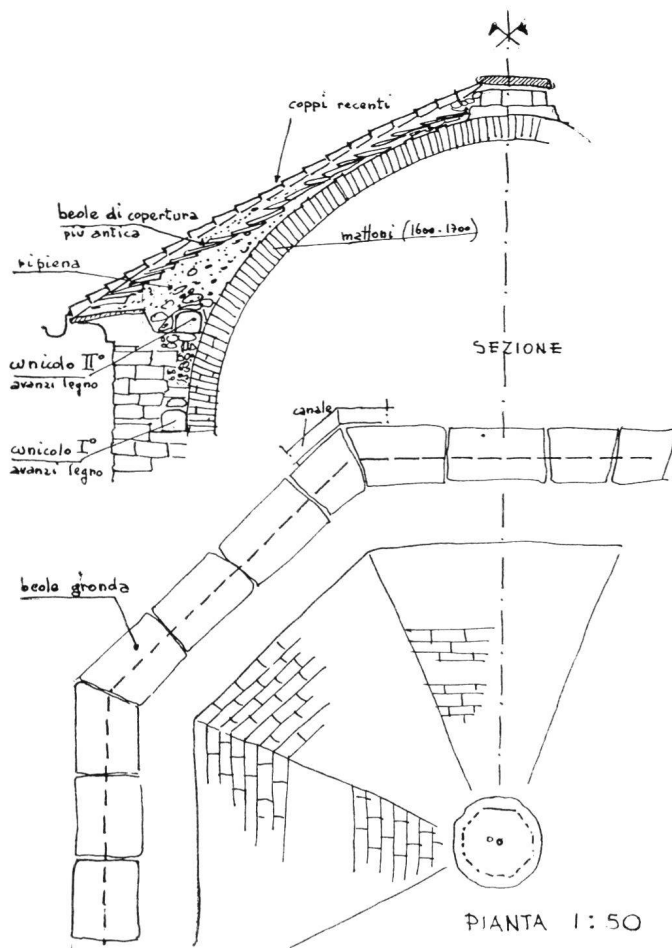 coppi recenti
beole di copertura
più antica
ripiena
mattoni (1600-1700)
SEZIONE
cunicolo II°
avanzi legno
canale
cunicolo I°
avanzi legno
beole gronda
PIANTA 1:50